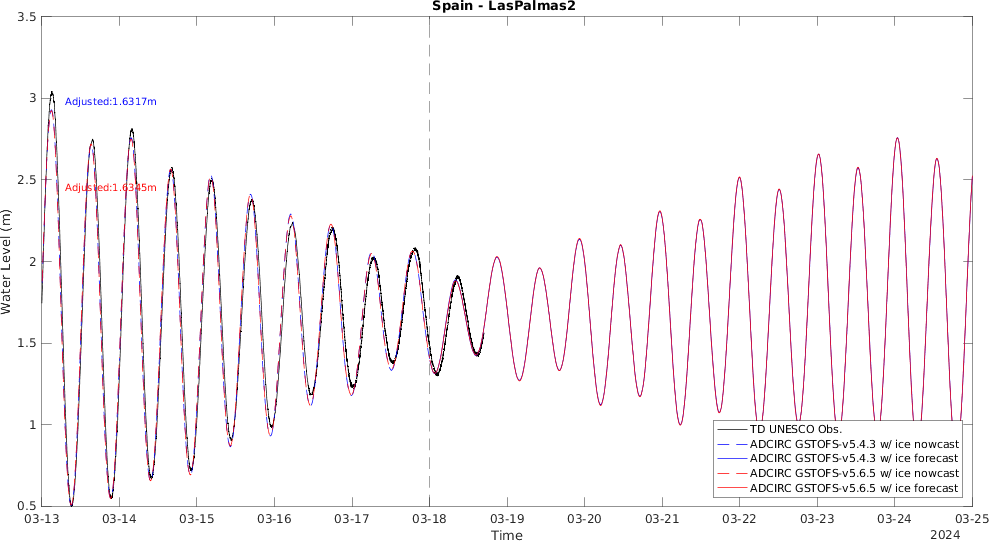 Spain - LasPalmas2
3.5
3
2.5
2
1.5
1
0.5
Water Level (m)
Adjusted:1.6317m
Adjusted:1.6345m
TD UNESCO Obs.
ADCIRC GSTOFS-v5.4.3 w/ ice nowcast
ADCIRC GSTOFS-v5.4.3 w/ ice forecast
ADCIRC GSTOFS-v5.6.5 w/ ice nowcast
ADCIRC GSTOFS-v5.6.5 w/ ice forecast
03-13 03-14 03-15 03-16 03-17 03-18 03-19 03-20 03-21 03-22 03-23 03-24 03-25
Time
2024